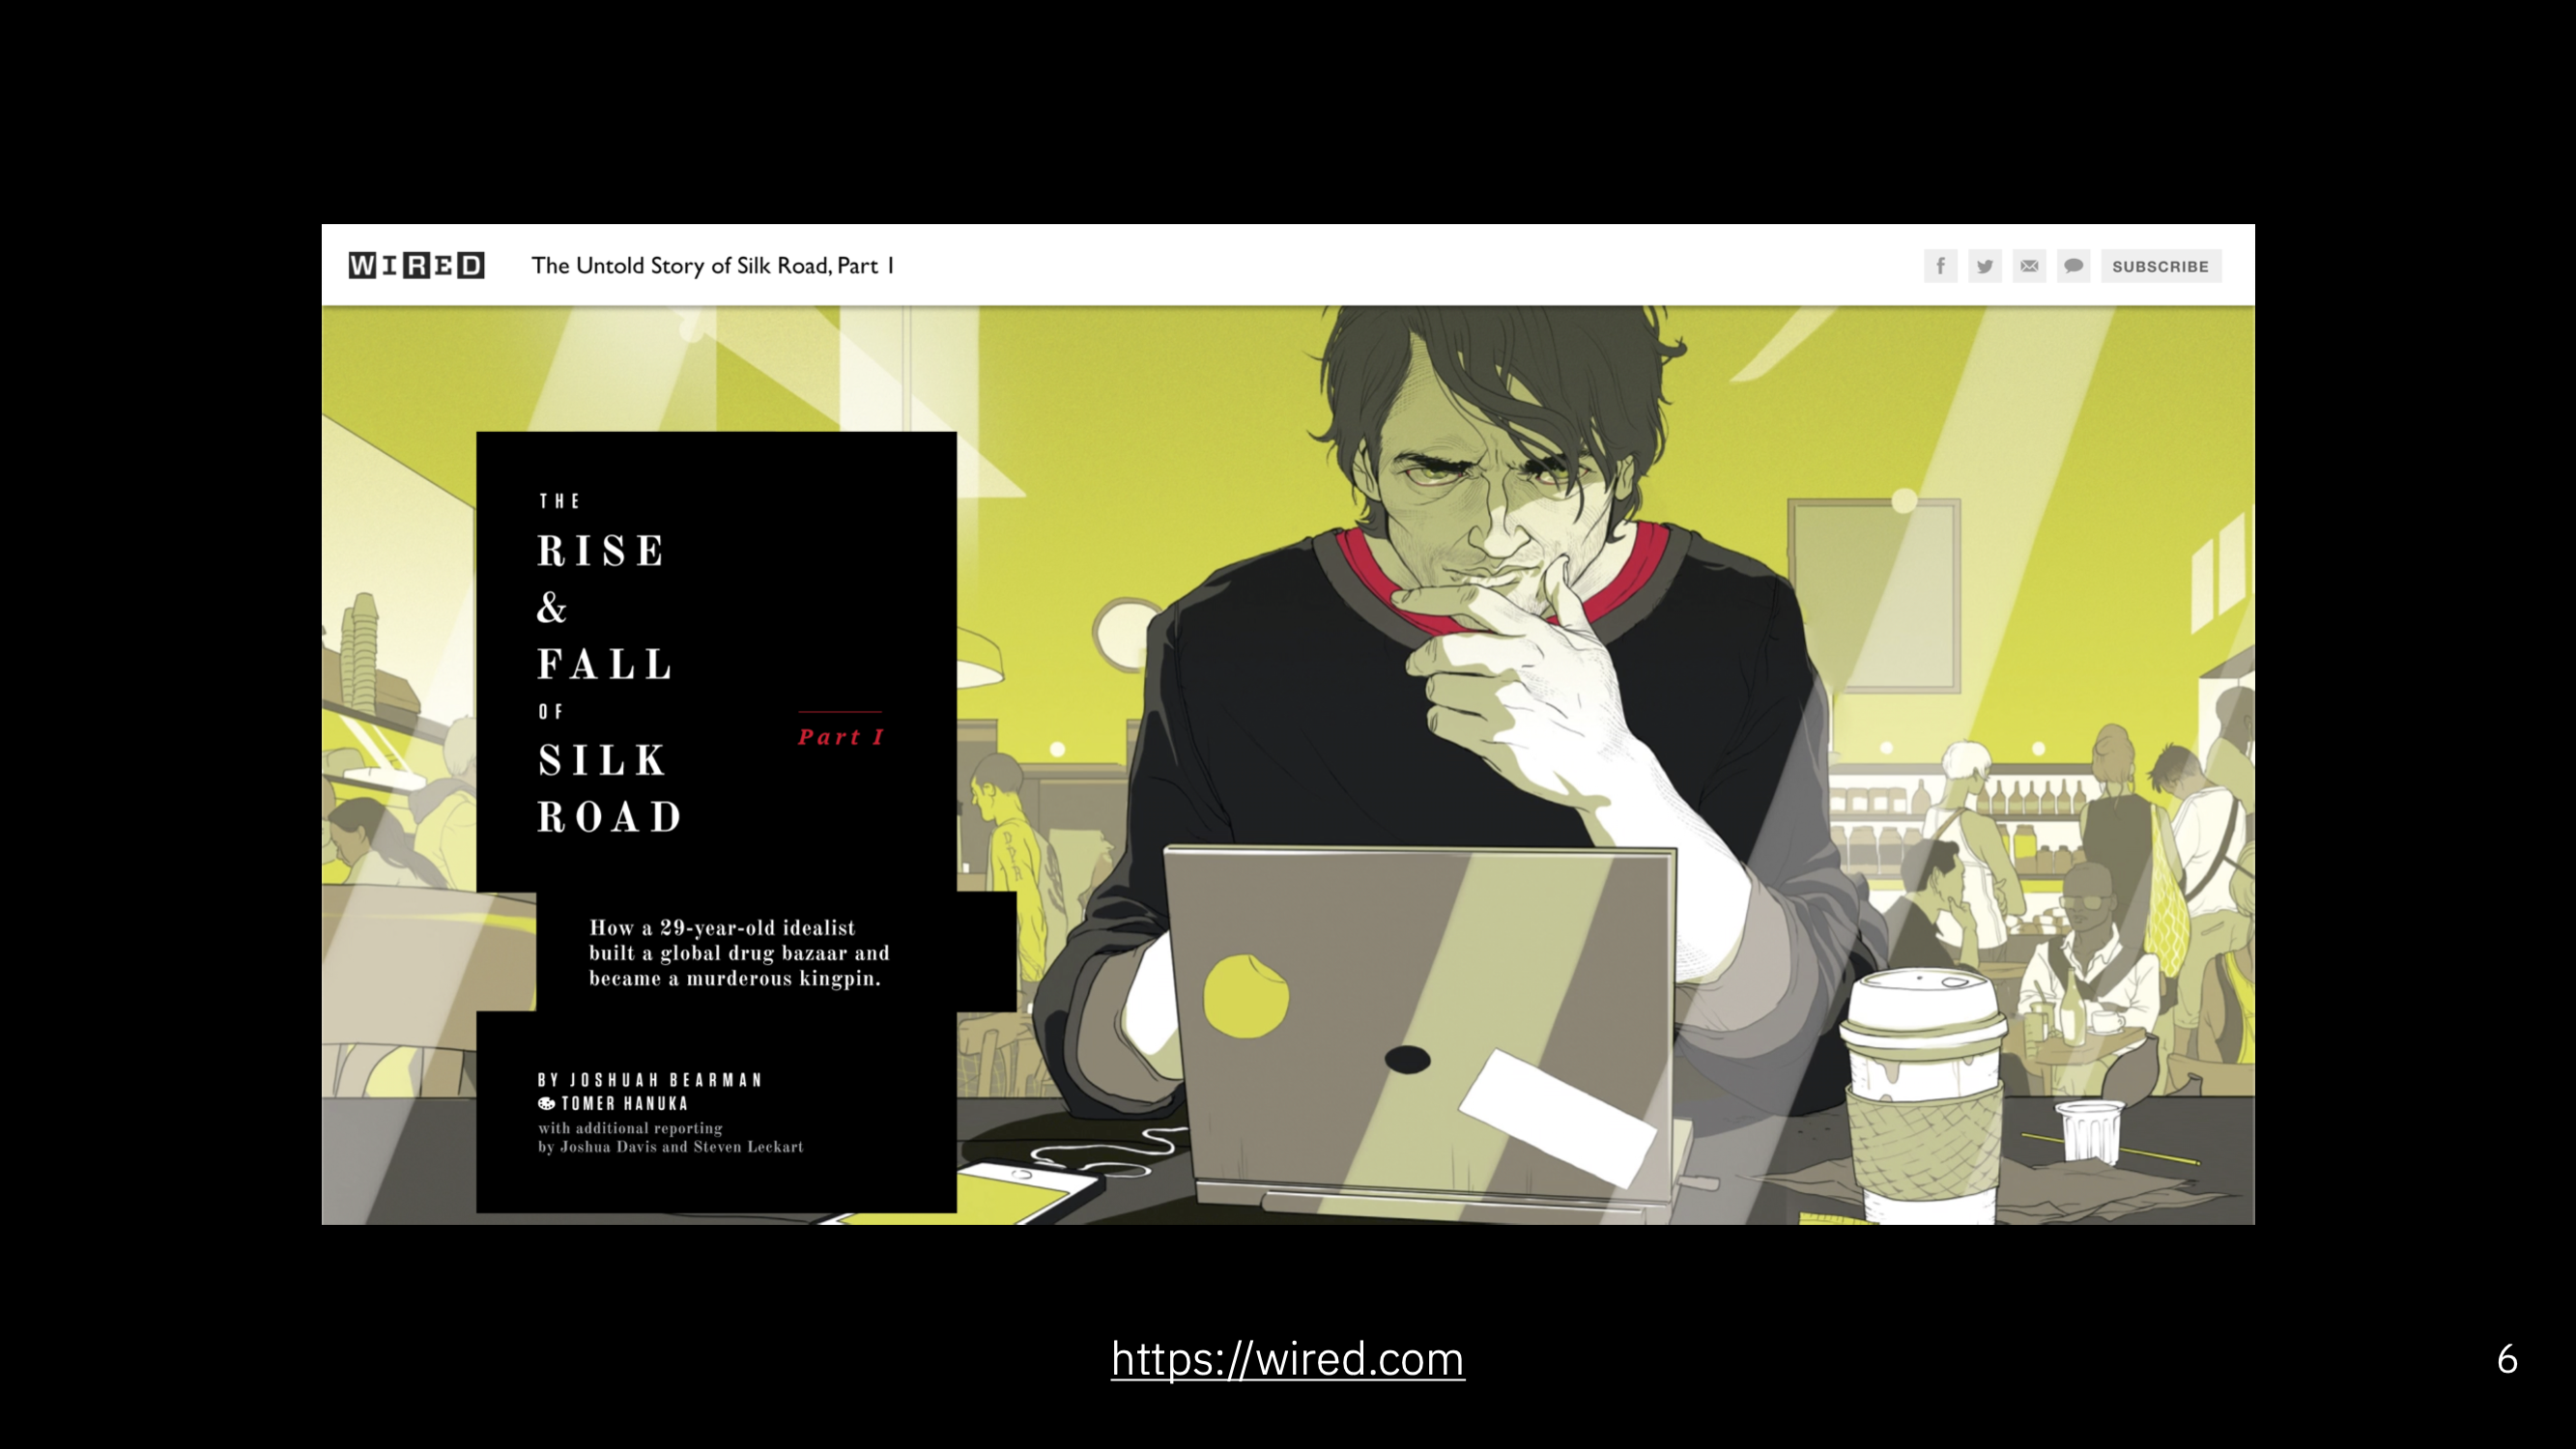 WIRED
The Untold Story of Silk Road, Part 1
SUBSCRIBE
THE
RISE
&
FALL
OF
SILK
ROAD
Part I
How a 29-year-old idealist
built a global drug bazaar and
became a murderous kingpin.
BY JOSHUAH BEARMAN
TOMER HANUKA
with additional reporting
by Joshua Davis and Steven Leckart
https://wired.com
6